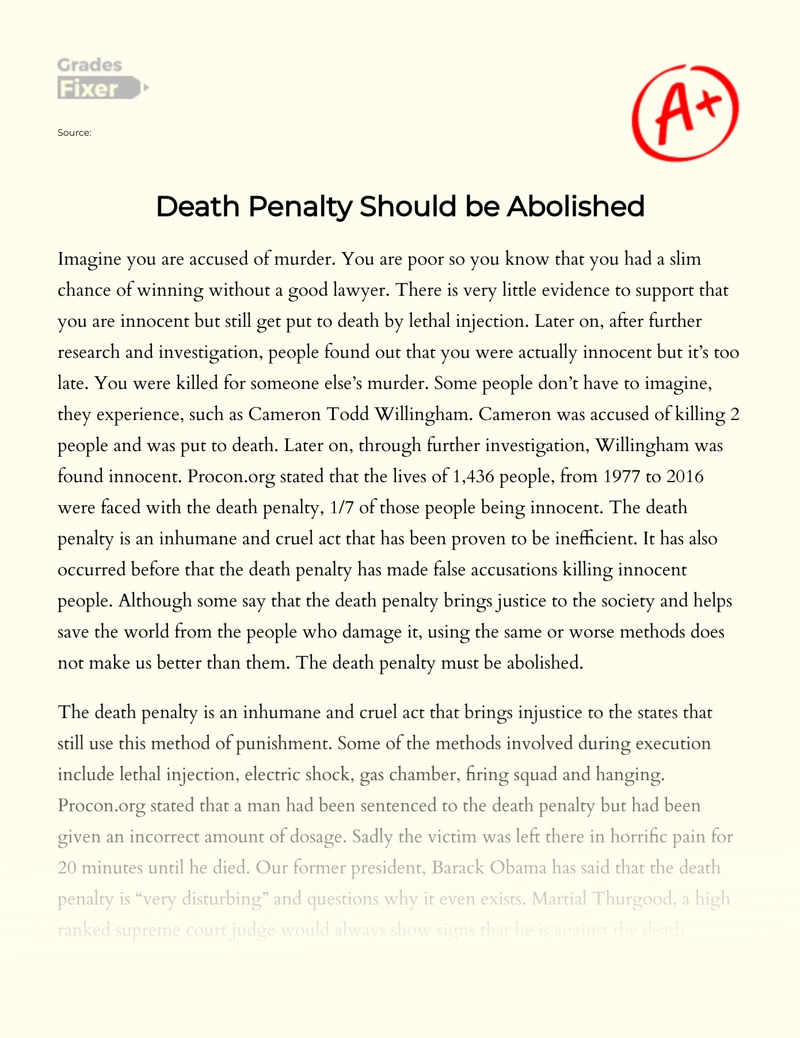 Grades
Fixer
A+
Source:
Death Penalty Should be Abolished
Imagine you are accused of murder. You are poor so you know that you had a slim
chance of winning without a good lawyer. There is very little evidence to support that
you are innocent but still get put to death by lethal injection. Later on, after further
research and investigation, people found out that you were actually innocent but it’s too
late. You were killed for someone else’s murder. Some people don’t have to imagine,
they experience, such as Cameron Todd Willingham. Cameron was accused of killing 2
people and was put to death. Later on, through further investigation, Willingham was
found innocent. Procon.org stated that the lives of 1,436 people, from 1977 to 2016
were faced with the death penalty, 1/7 of those people being innocent. The death
penalty is an inhumane and cruel act that has been proven to be inefficient. It has also
occurred before that the death penalty has made false accusations killing innocent
people. Although some say that the death penalty brings justice to the society and helps
save the world from the people who damage it, using the same or worse methods does
not make us better than them. The death penalty must be abolished.
The death penalty is an inhumane and cruel act that brings injustice to the states that
still use this method of punishment. Some of the methods involved during execution
include lethal injection, electric shock, gas chamber, firing squad and hanging.
Procon.org stated that a man had been sentenced to the death penalty but had been
given an incorrect amount of dosage. Sadly the victim was left there in horrific pain for
20 minutes until he died. Our former president, Barack Obama has said that the death
penalty is “very disturbing” and questions why it even exists. Martial Thurgood, a high
ranked supreme court judge would always show signs that he is against the death